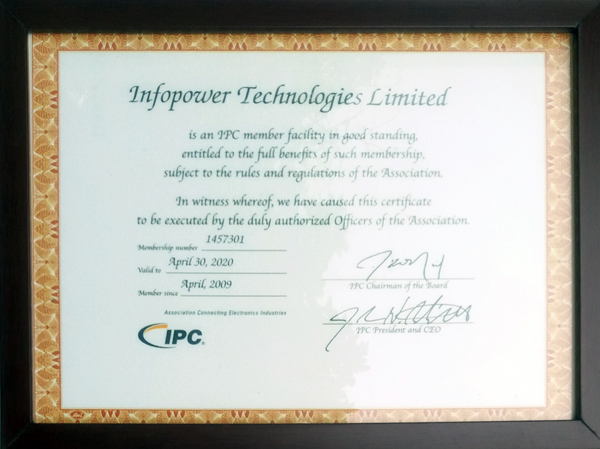 Infopower Technologies Limited
is an IPC member facility in good standing,
entitled to the full benefits of such membership,
subject to the rules and regulations of the Association.
In witness whereof, we have caused this certificate
to be executed by the duly authorized Officers of the Association.
Membership number 1457301
Valid to April 30, 2020
Member since April, 2009
IPC Chairman of the Board
IPC President and CEO
Association Connecting Electronics Industries
IPC